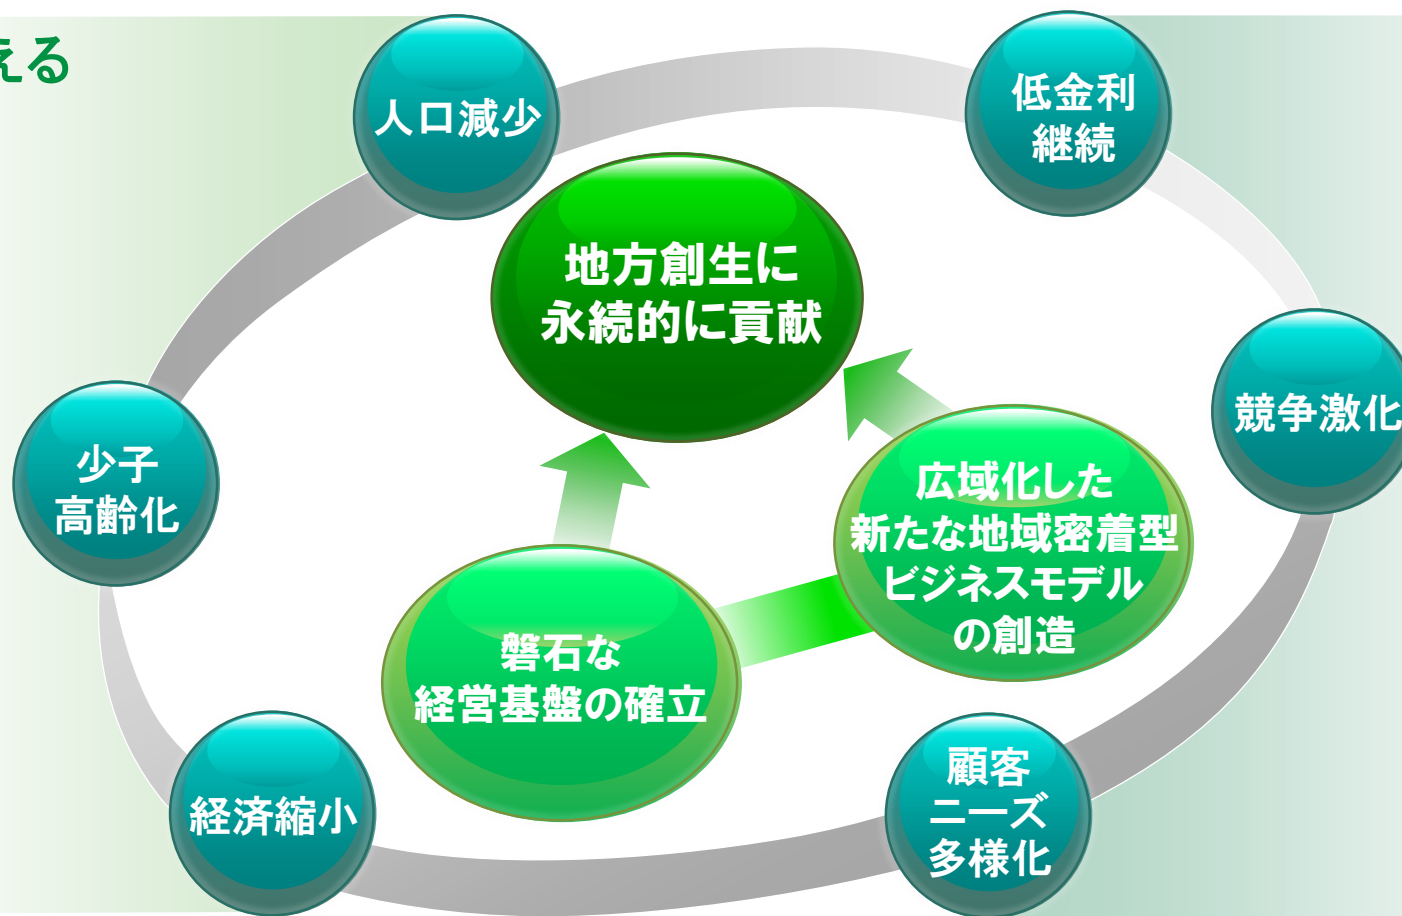 える
人口減少
低金利
継続
地方創生に
永続的に貢献
競争激化
少子
高齢化
広域化した
新たな地域密着型
ビジネスモデル
の創造
磐石な
経営基盤の確立
経済縮小
顧客
ニーズ
多様化